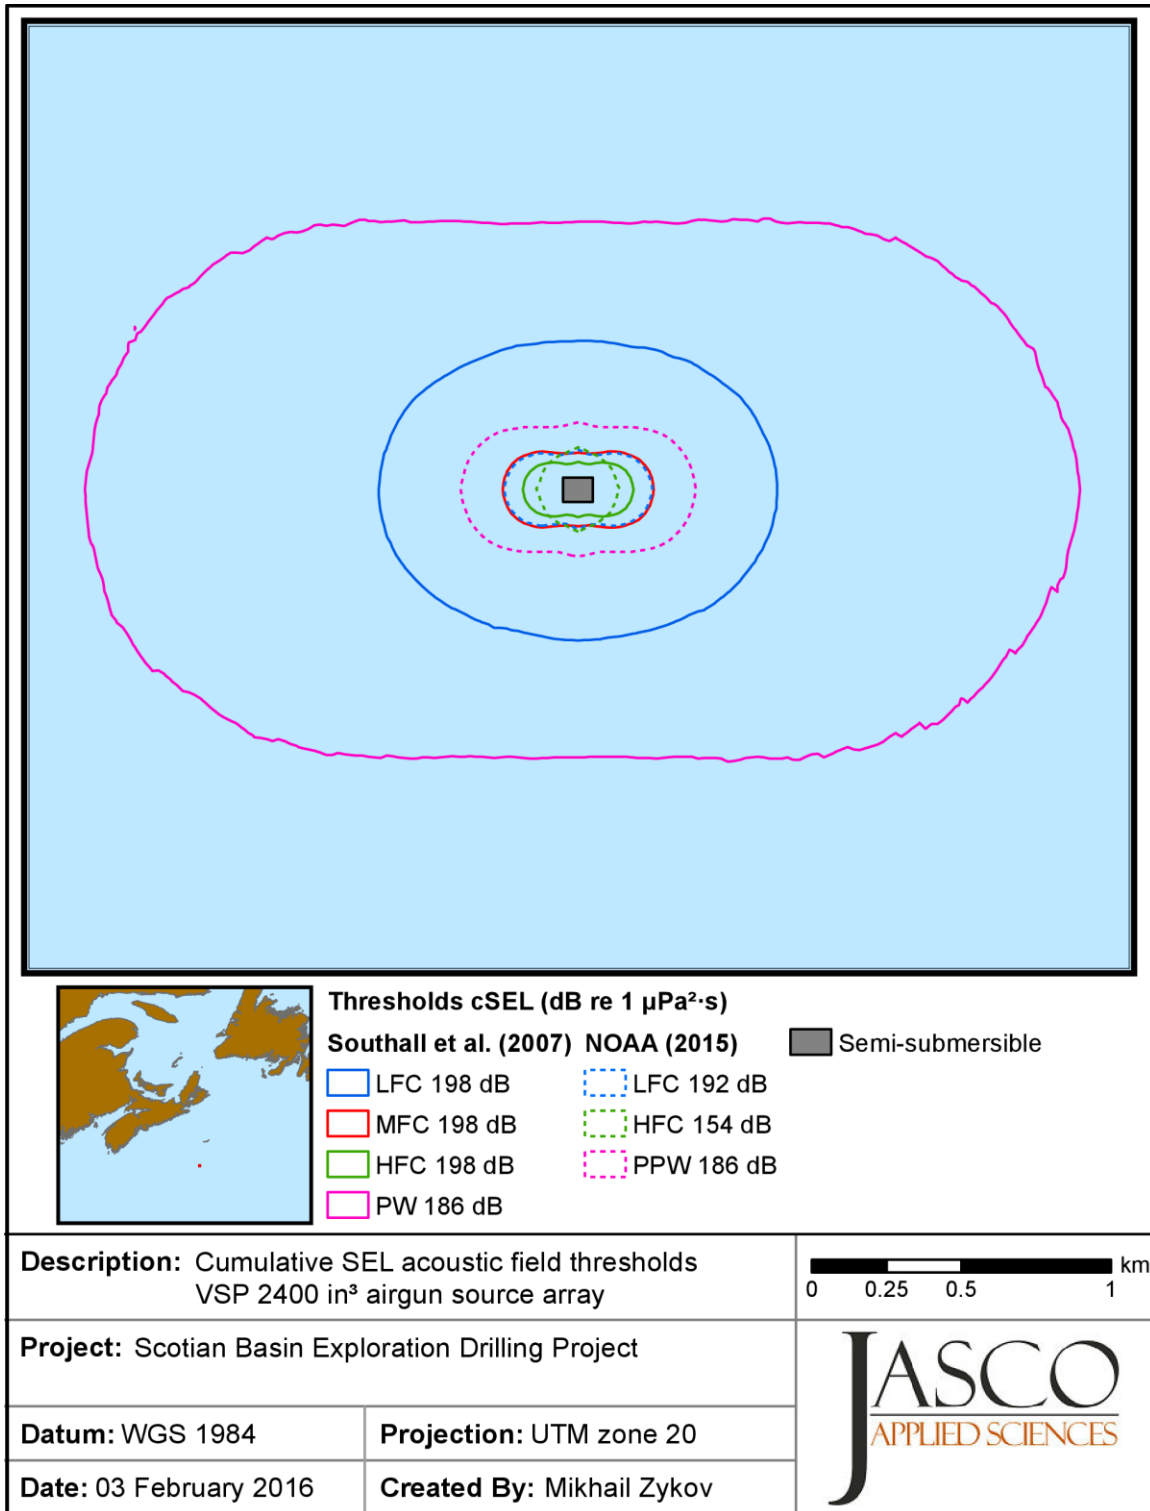 Thresholds cSEL (dB re 1 µPa²·s)
Southall et al. (2007) NOAA (2015)
Semi-submersible
LFC 198 dB
LFC 192 dB
MFC 198 dB
HFC 154 dB
HFC 198 dB
PPW 186 dB
PW 186 dB
Description: Cumulative SEL acoustic field thresholds
VSP 2400 in³ airgun source array
km
0 0.25 0.5 1
Project: Scotian Basin Exploration Drilling Project
JASCO
APPLIED SCIENCES
Datum: WGS 1984
Projection: UTM zone 20
Date: 03 February 2016
Created By: Mikhail Zykov